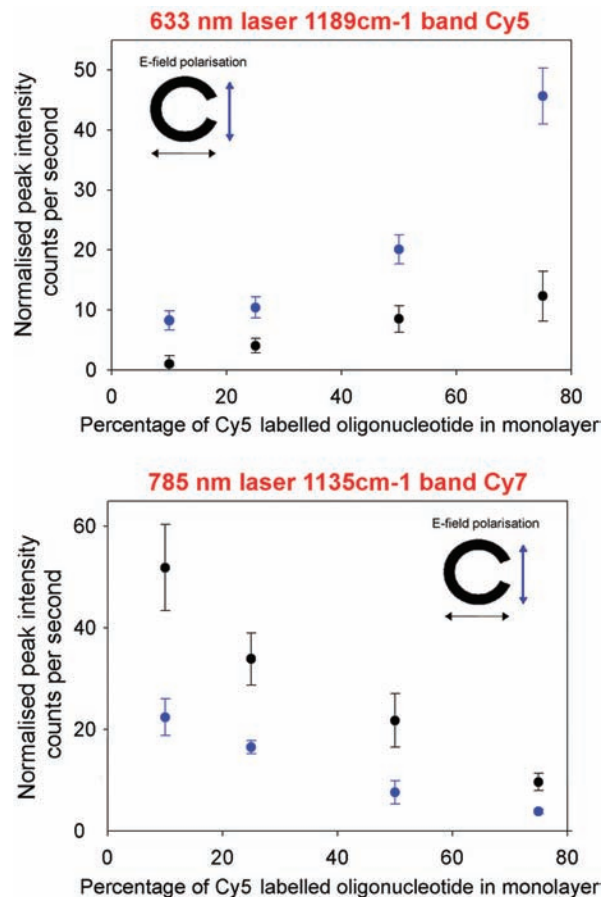 633 nm laser 1189cm-1 band Cy5
Normalised peak intensity
counts per second
50
40
30
20
10
0
E-field polarisation
0 20 40 60 80
Percentage of Cy5 labelled oligonucleotide in monolayer
785 nm laser 1135cm-1 band Cy7
Normalised peak intensity
counts per second
60
40
20
0
E-field polarisation
0 20 40 60 80
Percentage of Cy5 labelled oligonucleotide in monolayer